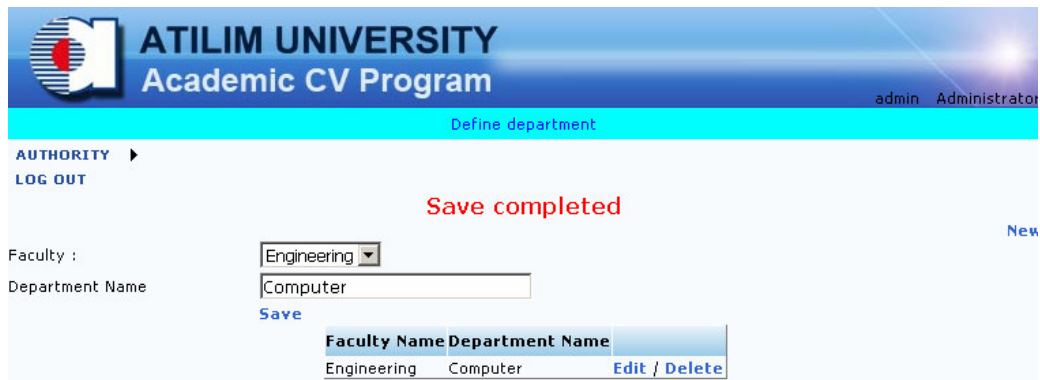 ATILIM UNIVERSITY
Academic CV Program
admin Administrator
Define department
AUTHORITY
LOG OUT
Save completed
New
Faculty : Engineering
Department Name Computer
Save
Faculty Name Department Name
Engineering Computer Edit / Delete